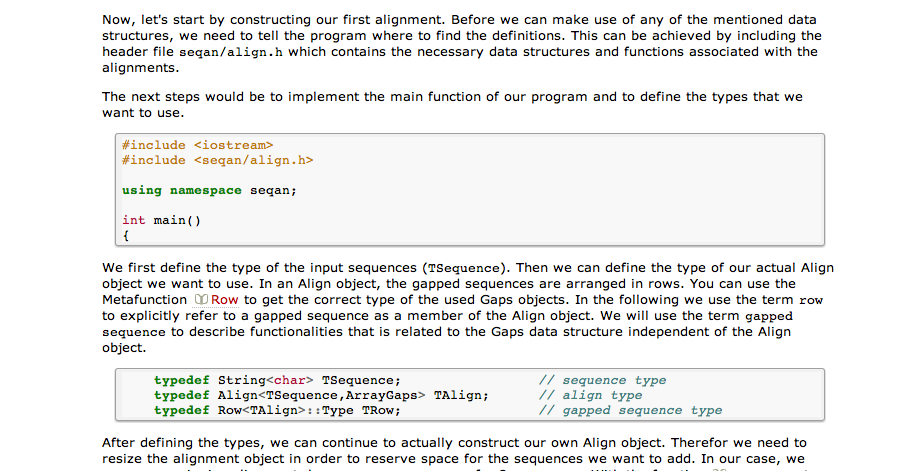 Now, let's start by constructing our first alignment. Before we can make use of any of the mentioned data
structures, we need to tell the program where to find the definitions. This can be achieved by including the
header file seqan/align.h which contains the necessary data structures and functions associated with the
alignments.
The next steps would be to implement the main function of our program and to define the types that we
want to use.
#include <iostream>
#include <seqan/align.h>
using namespace seqan;
int main()
{
We first define the type of the input sequences (TSequence). Then we can define the type of our actual Align
object we want to use. In an Align object, the gapped sequences are arranged in rows. You can use the
Metafunction Row to get the correct type of the used Gaps objects. In the following we use the term row
to explicitly refer to a gapped sequence as a member of the Align object. We will use the term gapped
sequence to describe functionalities that is related to the Gaps data structure independent of the Align
object.
typedef String<char> TSequence; // sequence type
typedef Align<TSequence,ArrayGaps> TAlign; // align type
typedef Row<TAlign>::Type TRow; // gapped sequence type
After defining the types, we can continue to actually construct our own Align object. Therefor we need to
resize the alignment object in order to reserve space for the sequences we want to add. In our case, we